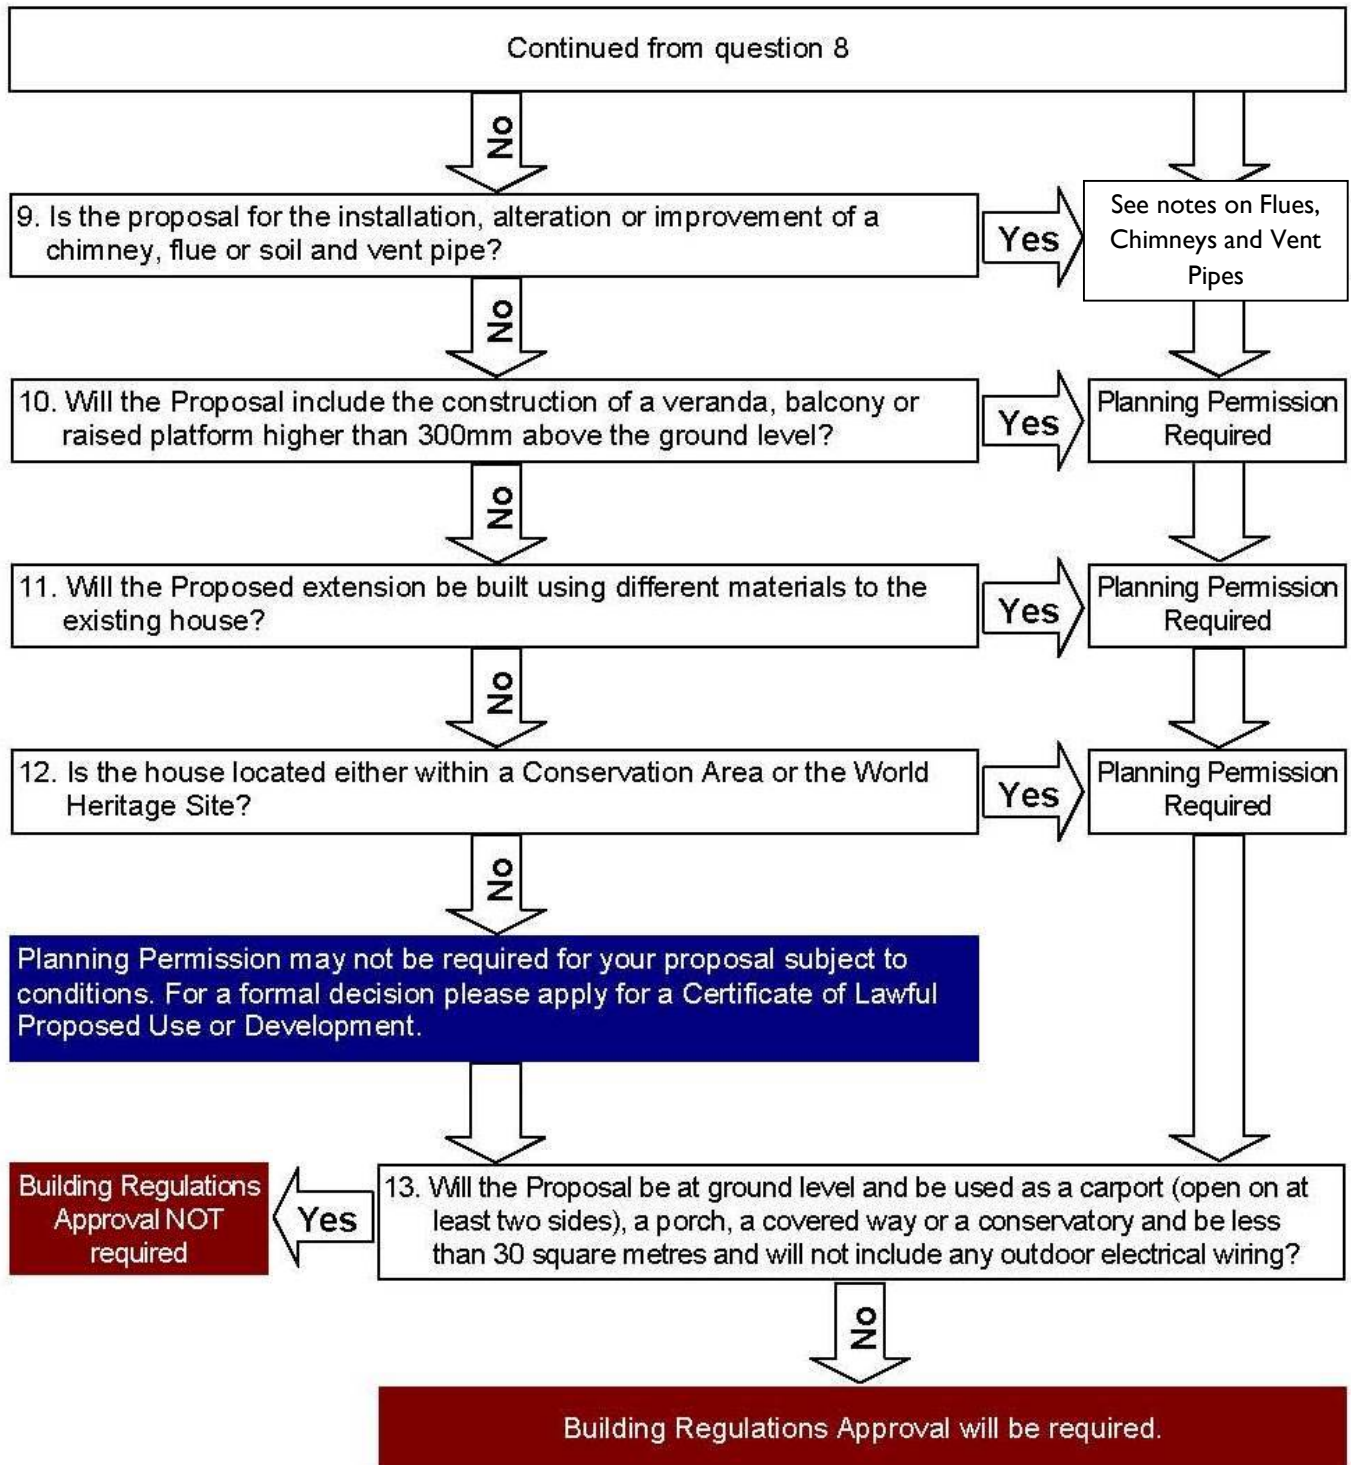 Continued from question 8
No
9. Is the proposal for the installation, alteration or improvement of a
chimney, flue or soil and vent pipe?
Yes
See notes on Flues,
Chimneys and Vent
Pipes
No
10. Will the Proposal include the construction of a veranda, balcony or
raised platform higher than 300mm above the ground level?
Yes
Planning Permission
Required
No
11. Will the Proposed extension be built using different materials to the
existing house?
Yes
Planning Permission
Required
No
12. Is the house located either within a Conservation Area or the World
Heritage Site?
Yes
Planning Permission
Required
No
Planning Permission may not be required for your proposal subject to
conditions. For a formal decision please apply for a Certificate of Lawful
Proposed Use or Development.
13. Will the Proposal be at ground level and be used as a carport (open on at
least two sides), a porch, a covered way or a conservatory and be less
than 30 square metres and will not include any outdoor electrical wiring?
Yes
Building Regulations
Approval NOT
required
No
Building Regulations Approval will be required.